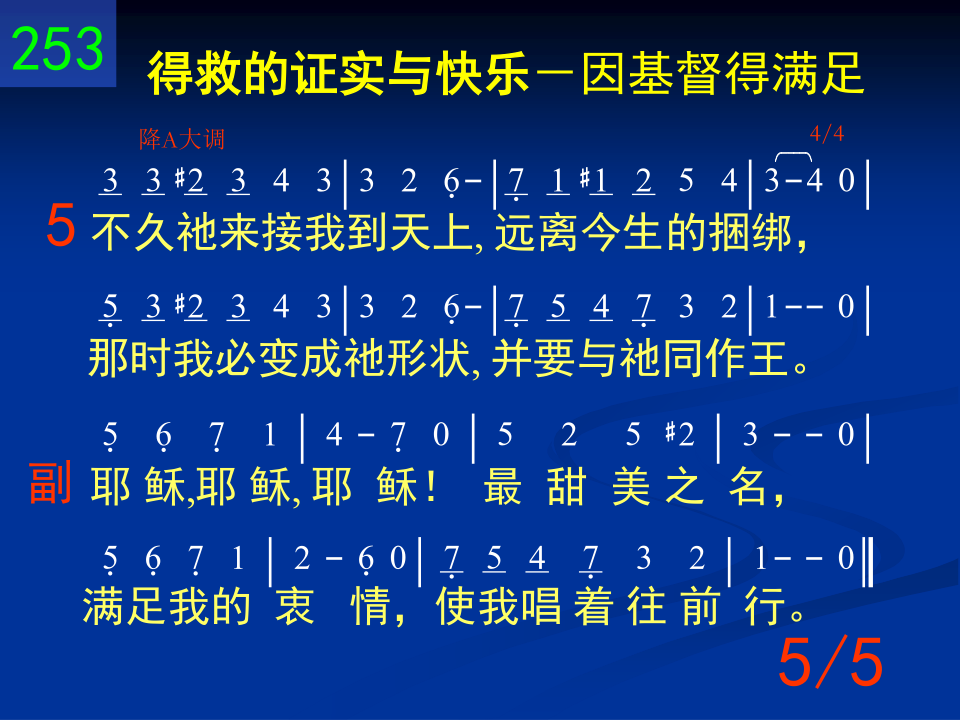 253
得救的证实与快乐－因基督得满足
降A大调 4/4
3 3 #2 3 4 3|3 2 6̣-|7̣ 1 #1 2 5 4|3-4 0|
5 不久祂来接我到天上, 远离今生的捆绑,
5̣ 3 #2 3 4 3|3 2 6̣-|7̣ 5 4 7̣ 3 2|1-- 0|
那时我必变成祂形状, 并要与祂同作王。
5̣ 6̣ 7̣ 1|4 - 7̣ 0|5 2 5 #2|3 - - 0|
副 耶 稣,耶 稣, 耶 稣！ 最 甜 美 之 名,
5̣ 6̣ 7̣ 1|2 - 6̣ 0|7̣ 5 4 7̣ 3 2|1- - 0‖
满足我的 衷 情, 使我唱 着 往 前 行。
5/5